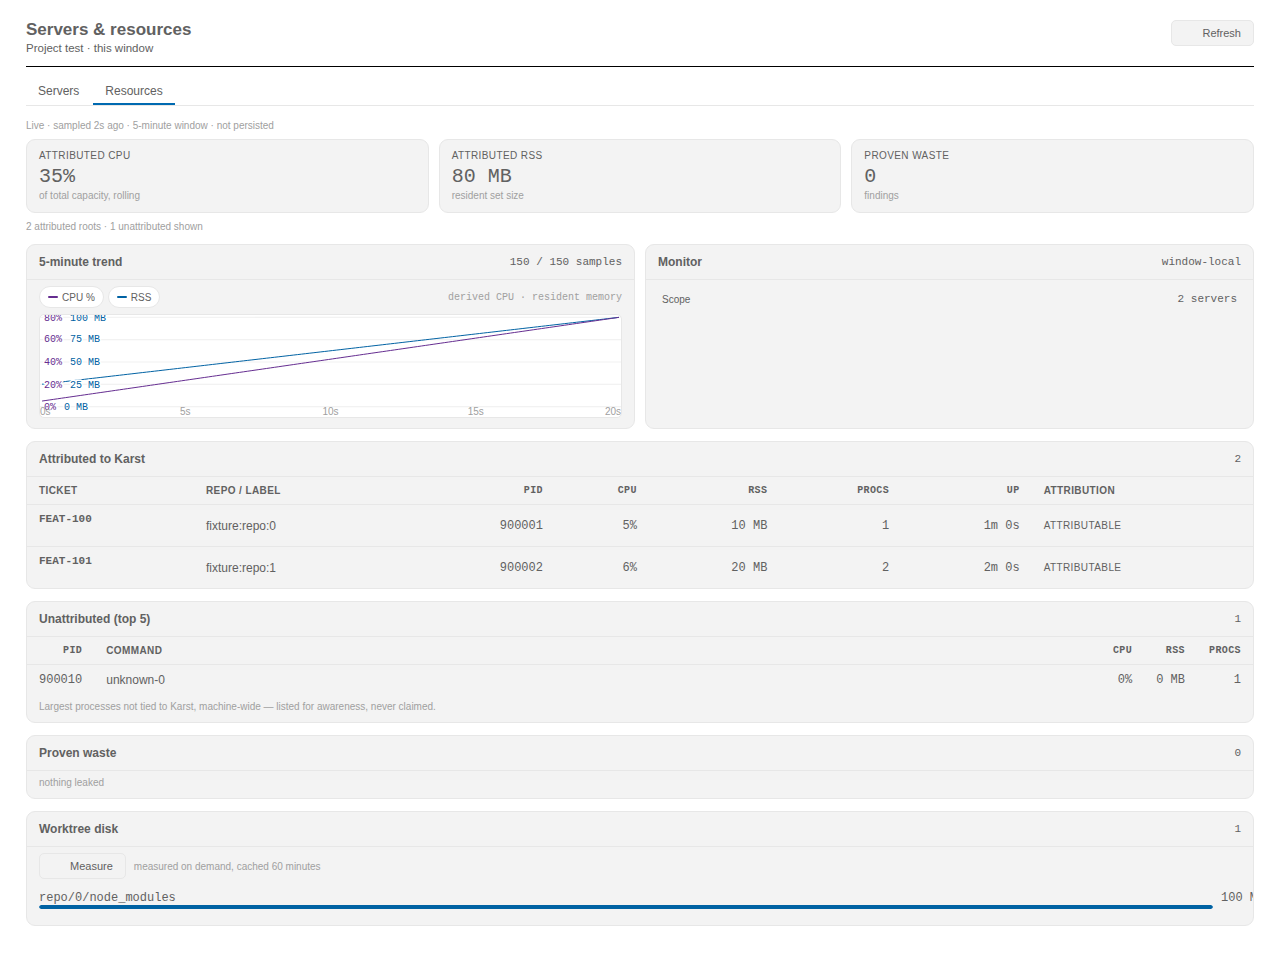 Servers & resources
Project test · this window
Refresh
Servers
Resources
Live · sampled 2s ago · 5-minute window · not persisted
ATTRIBUTED CPU
35%
of total capacity, rolling
ATTRIBUTED RSS
80 MB
resident set size
PROVEN WASTE
0
findings
2 attributed roots · 1 unattributed shown
5-minute trend
150 / 150 samples
CPU %
RSS
derived CPU · resident memory
80% 100 MB
60% 75 MB
40% 50 MB
20% 25 MB
0% 0 MB
0s 5s 10s 15s 20s
Monitor
window-local
Scope
2 servers
Attributed to Karst
2
TICKET REPO / LABEL PID CPU RSS PROCS UP ATTRIBUTION
FEAT-100 fixture:repo:0 900001 5% 10 MB 1 1m 0s ATTRIBUTABLE
FEAT-101 fixture:repo:1 900002 6% 20 MB 2 2m 0s ATTRIBUTABLE
Unattributed (top 5)
1
PID COMMAND CPU RSS PROCS
900010 unknown-0 0% 0 MB 1
Largest processes not tied to Karst, machine-wide — listed for awareness, never claimed.
Proven waste
0
nothing leaked
Worktree disk
1
Measure
measured on demand, cached 60 minutes
repo/0/node_modules
100